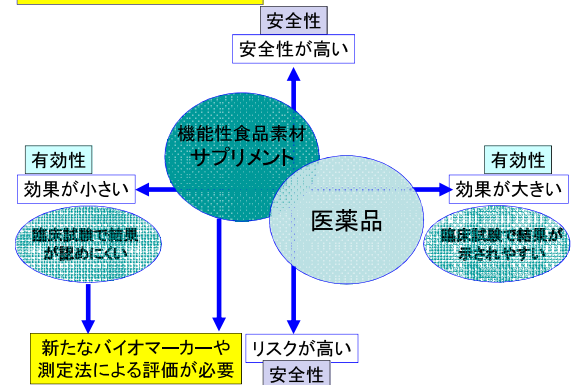 安全性
安全性が高い
機能性食品素材
サプリメント
有効性
効果が小さい
有効性
効果が大きい
医薬品
臨床試験で結果
が認めにくい
臨床試験で結果が
示されやすい
新たなバイオマーカーや
測定法による評価が必要
リスクが高い
安全性